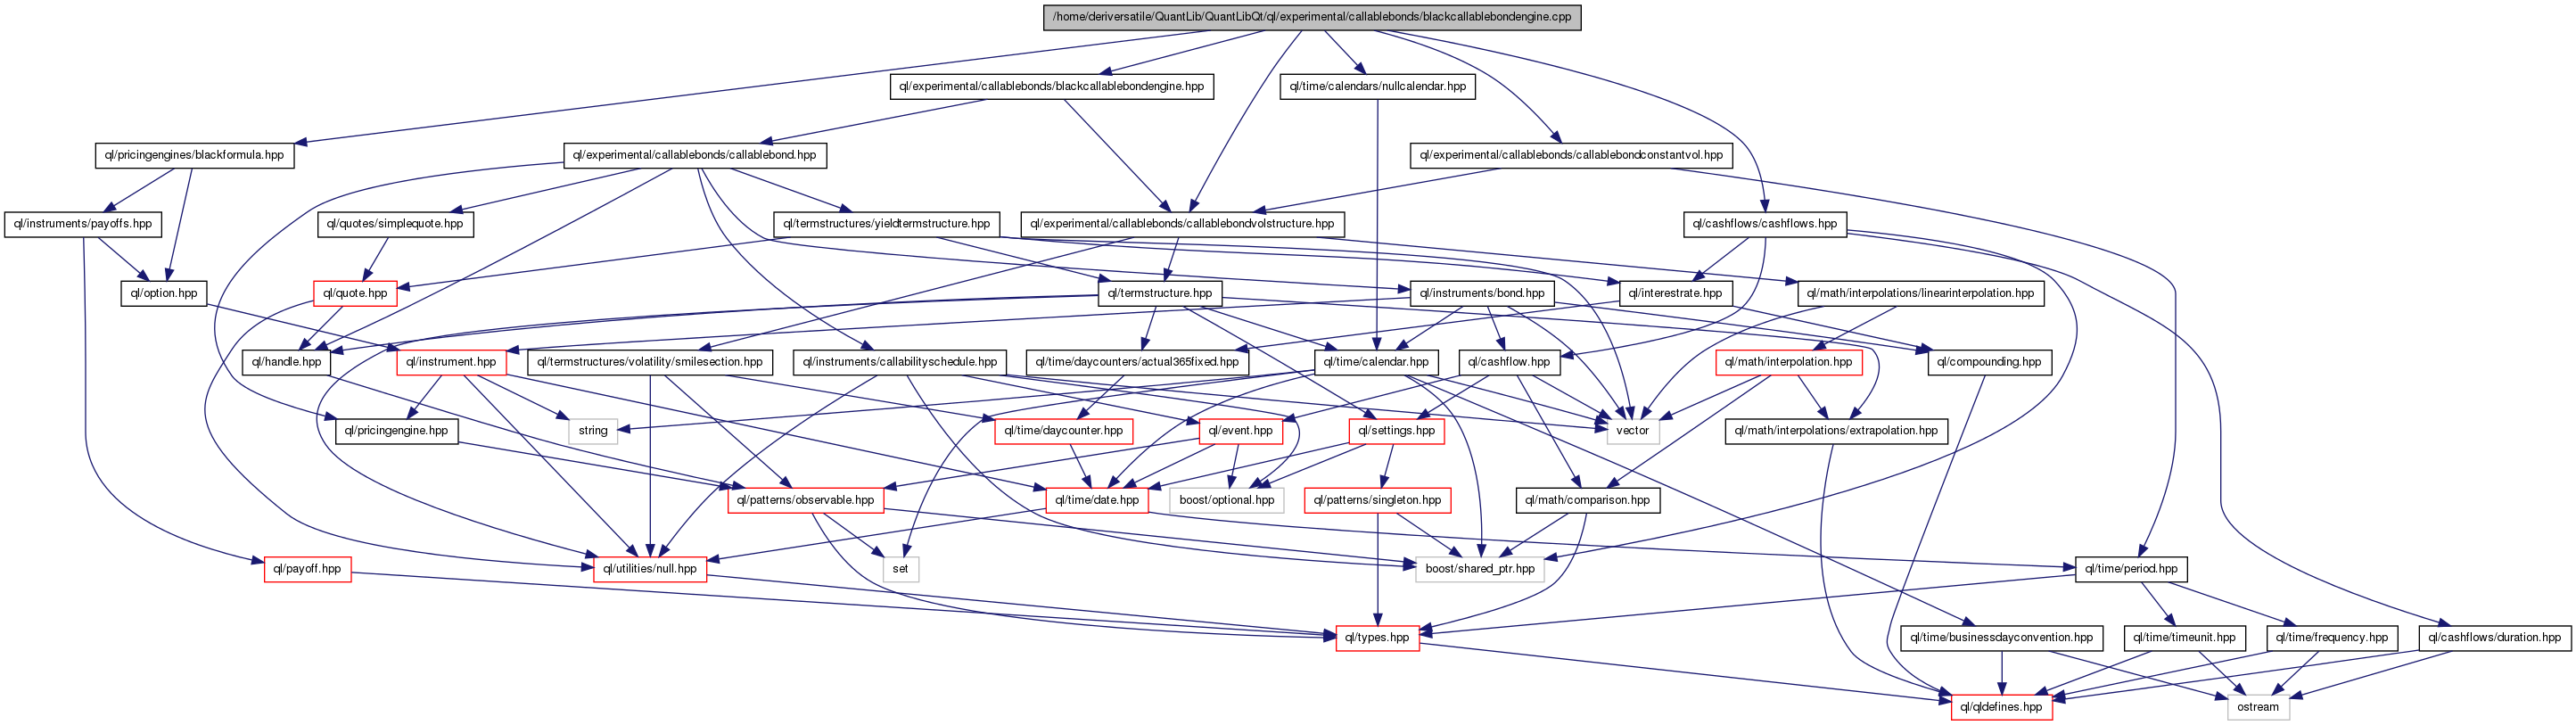 /home/deriversatile/QuantLib/QuantLibQt/ql/experimental/callablebonds/blackcallablebondengine.cpp
ql/experimental/callablebonds/blackcallablebondengine.hpp
ql/time/calendars/nullcalendar.hpp
ql/pricingengines/blackformula.hpp
ql/experimental/callablebonds/callablebond.hpp
ql/experimental/callablebonds/callablebondconstantvol.hpp
ql/instruments/payoffs.hpp
ql/quotes/simplequote.hpp
ql/termstructures/yieldtermstructure.hpp
ql/experimental/callablebonds/callablebondvolstructure.hpp
ql/cashflows/cashflows.hpp
ql/option.hpp
ql/quote.hpp
ql/termstructure.hpp
ql/instruments/bond.hpp
ql/interestrate.hpp
ql/math/interpolations/linearinterpolation.hpp
ql/handle.hpp
ql/instrument.hpp
ql/termstructures/volatility/smilesection.hpp
ql/instruments/callabilityschedule.hpp
ql/time/daycounters/actual365fixed.hpp
ql/time/calendar.hpp
ql/cashflow.hpp
ql/math/interpolation.hpp
ql/compounding.hpp
ql/pricingengine.hpp
string
ql/time/daycounter.hpp
ql/event.hpp
ql/settings.hpp
vector
ql/math/interpolations/extrapolation.hpp
ql/patterns/observable.hpp
ql/time/date.hpp
boost/optional.hpp
ql/patterns/singleton.hpp
ql/math/comparison.hpp
ql/payoff.hpp
ql/utilities/null.hpp
set
boost/shared_ptr.hpp
ql/time/period.hpp
ql/types.hpp
ql/time/businessdayconvention.hpp
ql/time/timeunit.hpp
ql/time/frequency.hpp
ql/cashflows/duration.hpp
ql/qldefines.hpp
ostream